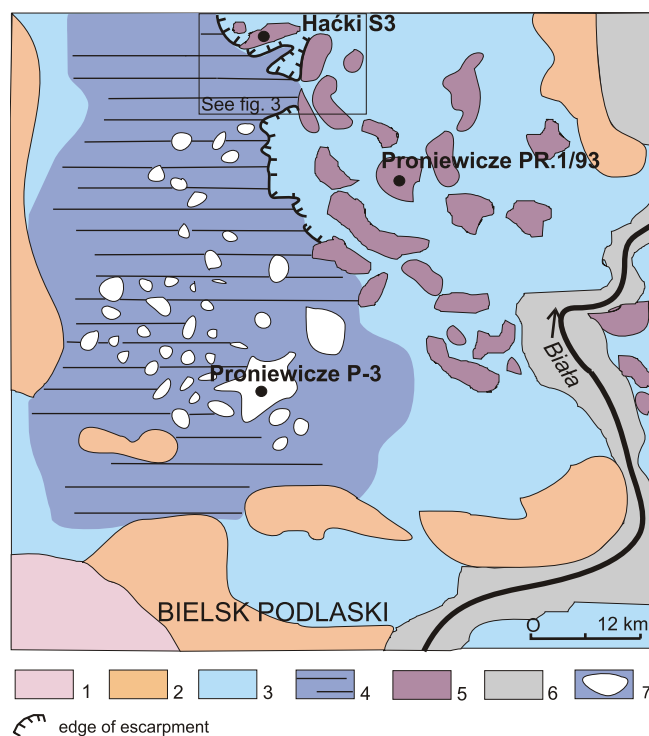 Haćki S3
See fig. 3
Proniewicze PR.1/93
Biała
Proniewicze P-3
BIELSK PODLASKI
O 12 km
1 2 3 4 5 6 7
edge of escarpment